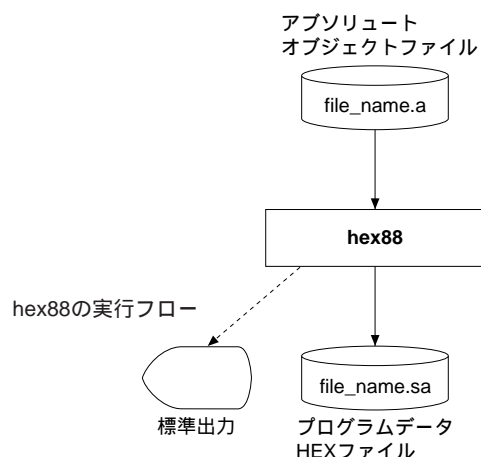 アブソリュート
オブジェクトファイル
file_name.a
hex88
hex88の実行フロー
file_name.sa
標準出力
プログラムデータ
HEXファイル